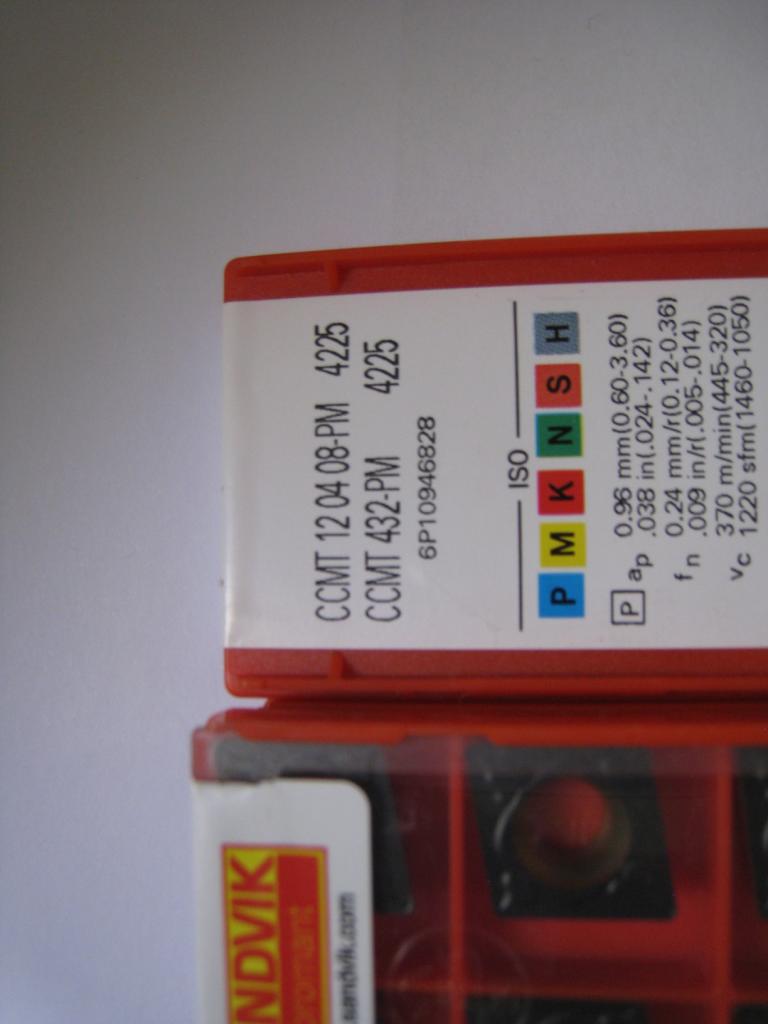 CCMT 12 04 08-PM 4225
CCMT 432-PM 4225
6P10946828
ISO
P M K N S H
P ap 0.96 mm(0.60-3.60)
.038 in(.024-.142)
fn 0.24 mm/r(0.12-0.36)
.009 in/r(.005-.014)
vc 370 m/min(445-320)
1220 sfm(1460-1050)
NDVIK
oromant
.sandvik.com